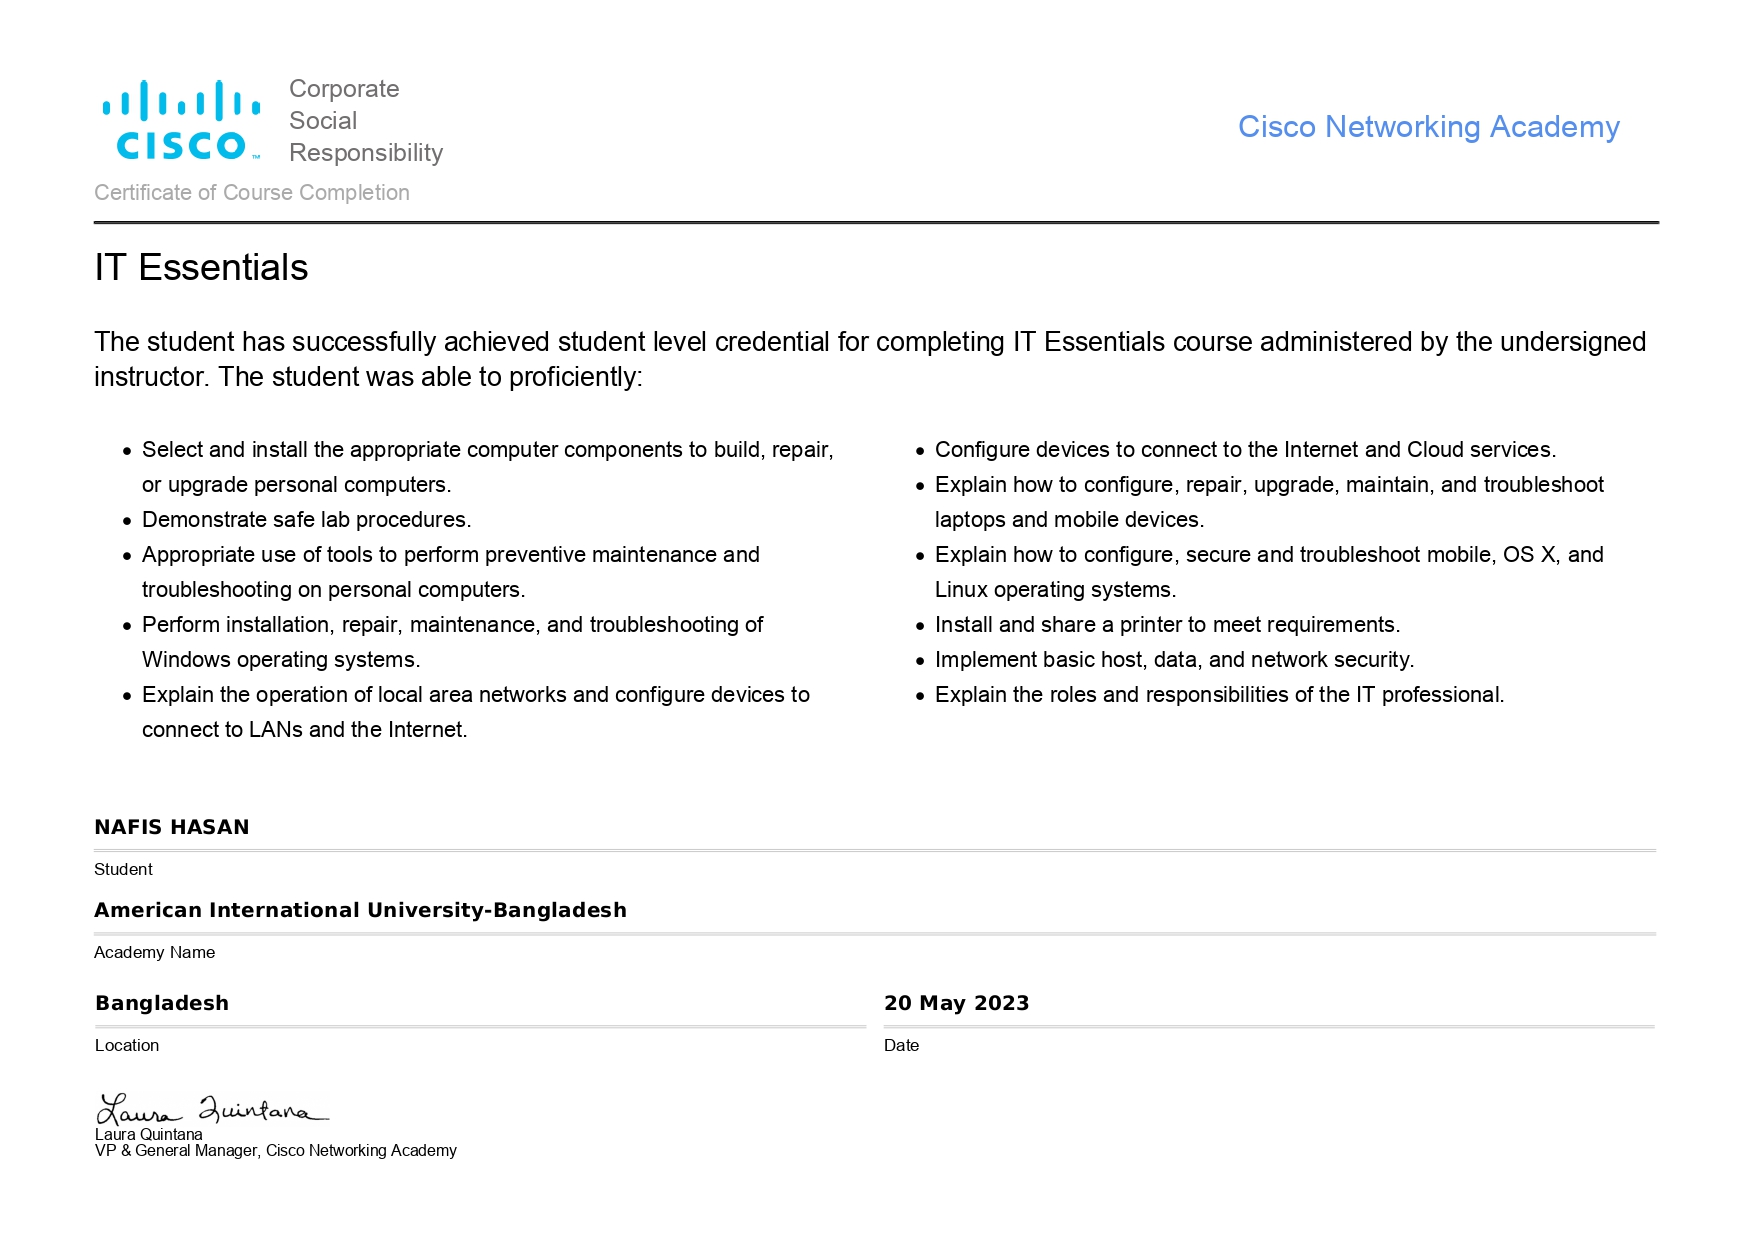 CISCO™
Corporate
Social
Responsibility
Cisco Networking Academy
Certificate of Course Completion
IT Essentials
The student has successfully achieved student level credential for completing IT Essentials course administered by the undersigned
instructor. The student was able to proficiently:
• Select and install the appropriate computer components to build, repair,
or upgrade personal computers.
• Demonstrate safe lab procedures.
• Appropriate use of tools to perform preventive maintenance and
troubleshooting on personal computers.
• Perform installation, repair, maintenance, and troubleshooting of
Windows operating systems.
• Explain the operation of local area networks and configure devices to
connect to LANs and the Internet.
• Configure devices to connect to the Internet and Cloud services.
• Explain how to configure, repair, upgrade, maintain, and troubleshoot
laptops and mobile devices.
• Explain how to configure, secure and troubleshoot mobile, OS X, and
Linux operating systems.
• Install and share a printer to meet requirements.
• Implement basic host, data, and network security.
• Explain the roles and responsibilities of the IT professional.
NAFIS HASAN
Student
American International University-Bangladesh
Academy Name
Bangladesh
Location
20 May 2023
Date
Laura Quintana
Laura Quintana
VP & General Manager, Cisco Networking Academy